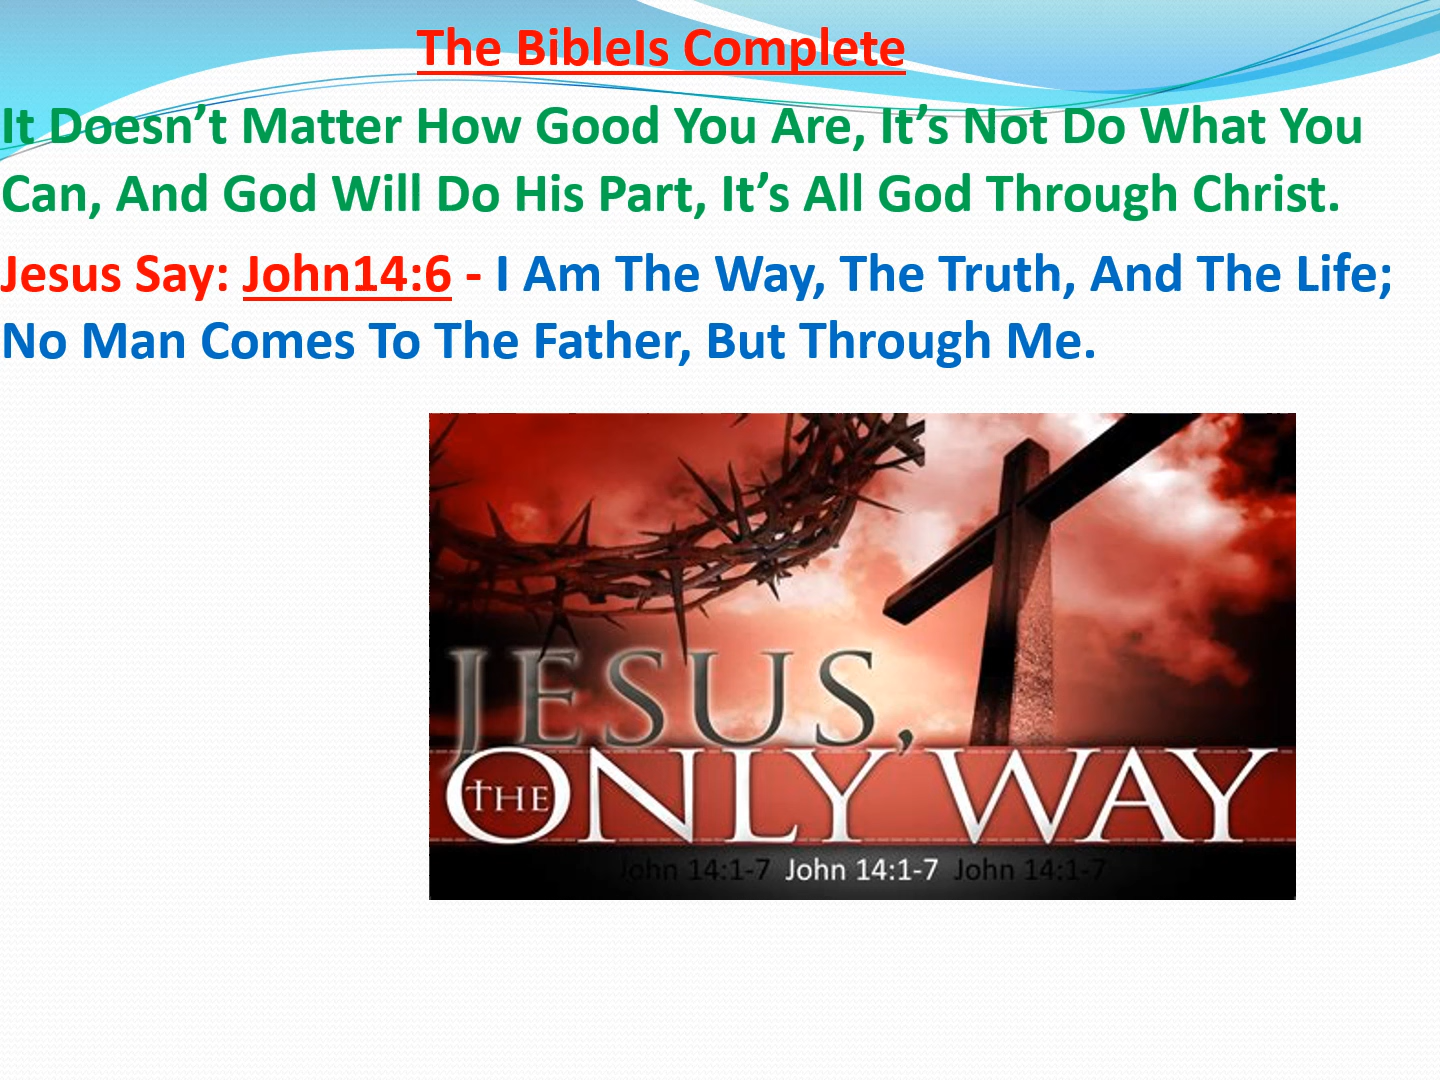 The BibleIs Complete
It Doesn’t Matter How Good You Are, It’s Not Do What You
Can, And God Will Do His Part, It’s All God Through Christ.
Jesus Say: John14:6 - I Am The Way, The Truth, And The Life;
No Man Comes To The Father, But Through Me.
JESUS,
THE ONLY WAY
John 14:1-7 John 14:1-7 John 14:1-7